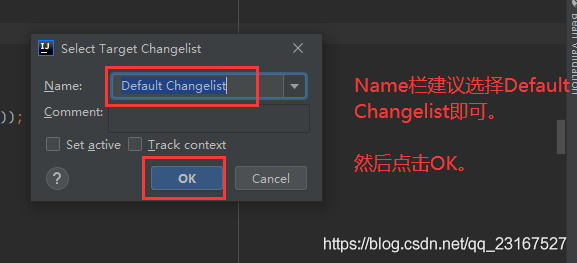 Select Target Changelist
Name:
Default Changelist
Comment:
Set active
Track context
?
OK
Cancel
));
Name栏建议选择Default
Changelist即可。
然后点击OK。
Bean Validation
https://blog.csdn.net/qq_23167527